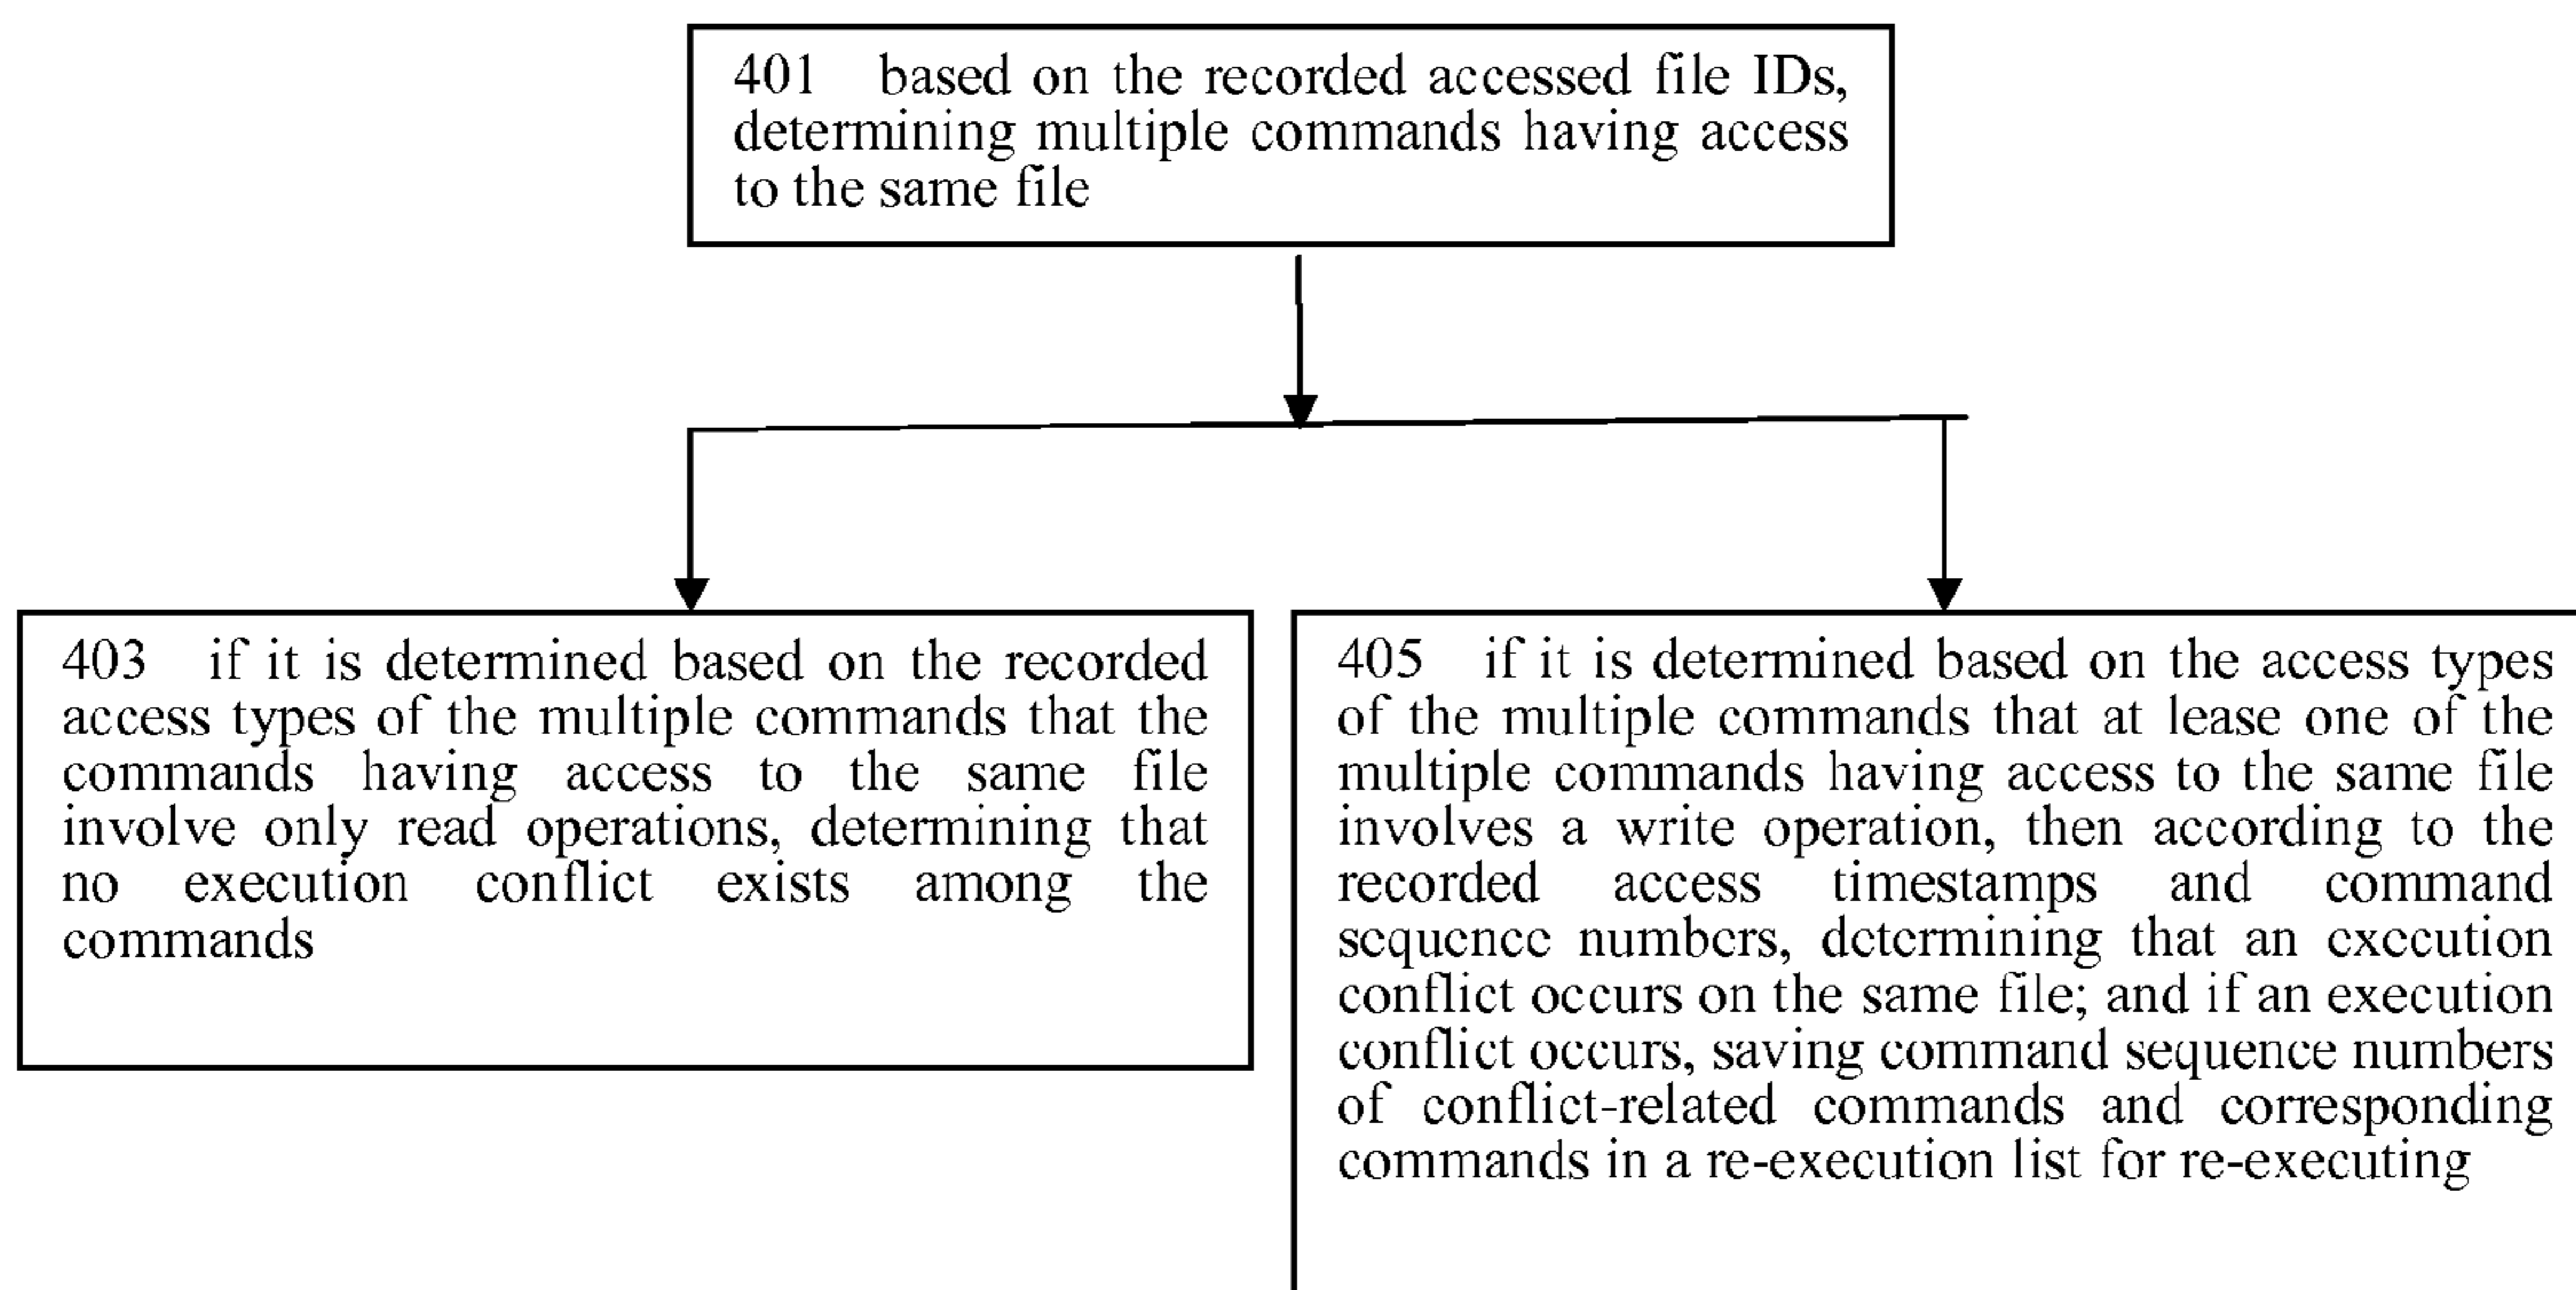 401 based on the recorded accessed file IDs,
determining multiple commands having access
to the same file
403 if it is determined based on the recorded
access types of the multiple commands that the
commands having access to the same file
involve only read operations, determining that
no execution conflict exists among the
commands
405 if it is determined based on the access types
of the multiple commands that at lease one of the
multiple commands having access to the same file
involves a write operation, then according to the
recorded access timestamps and command
sequence numbers, determining that an execution
conflict occurs on the same file; and if an execution
conflict occurs, saving command sequence numbers
of conflict-related commands and corresponding
commands in a re-execution list for re-executing